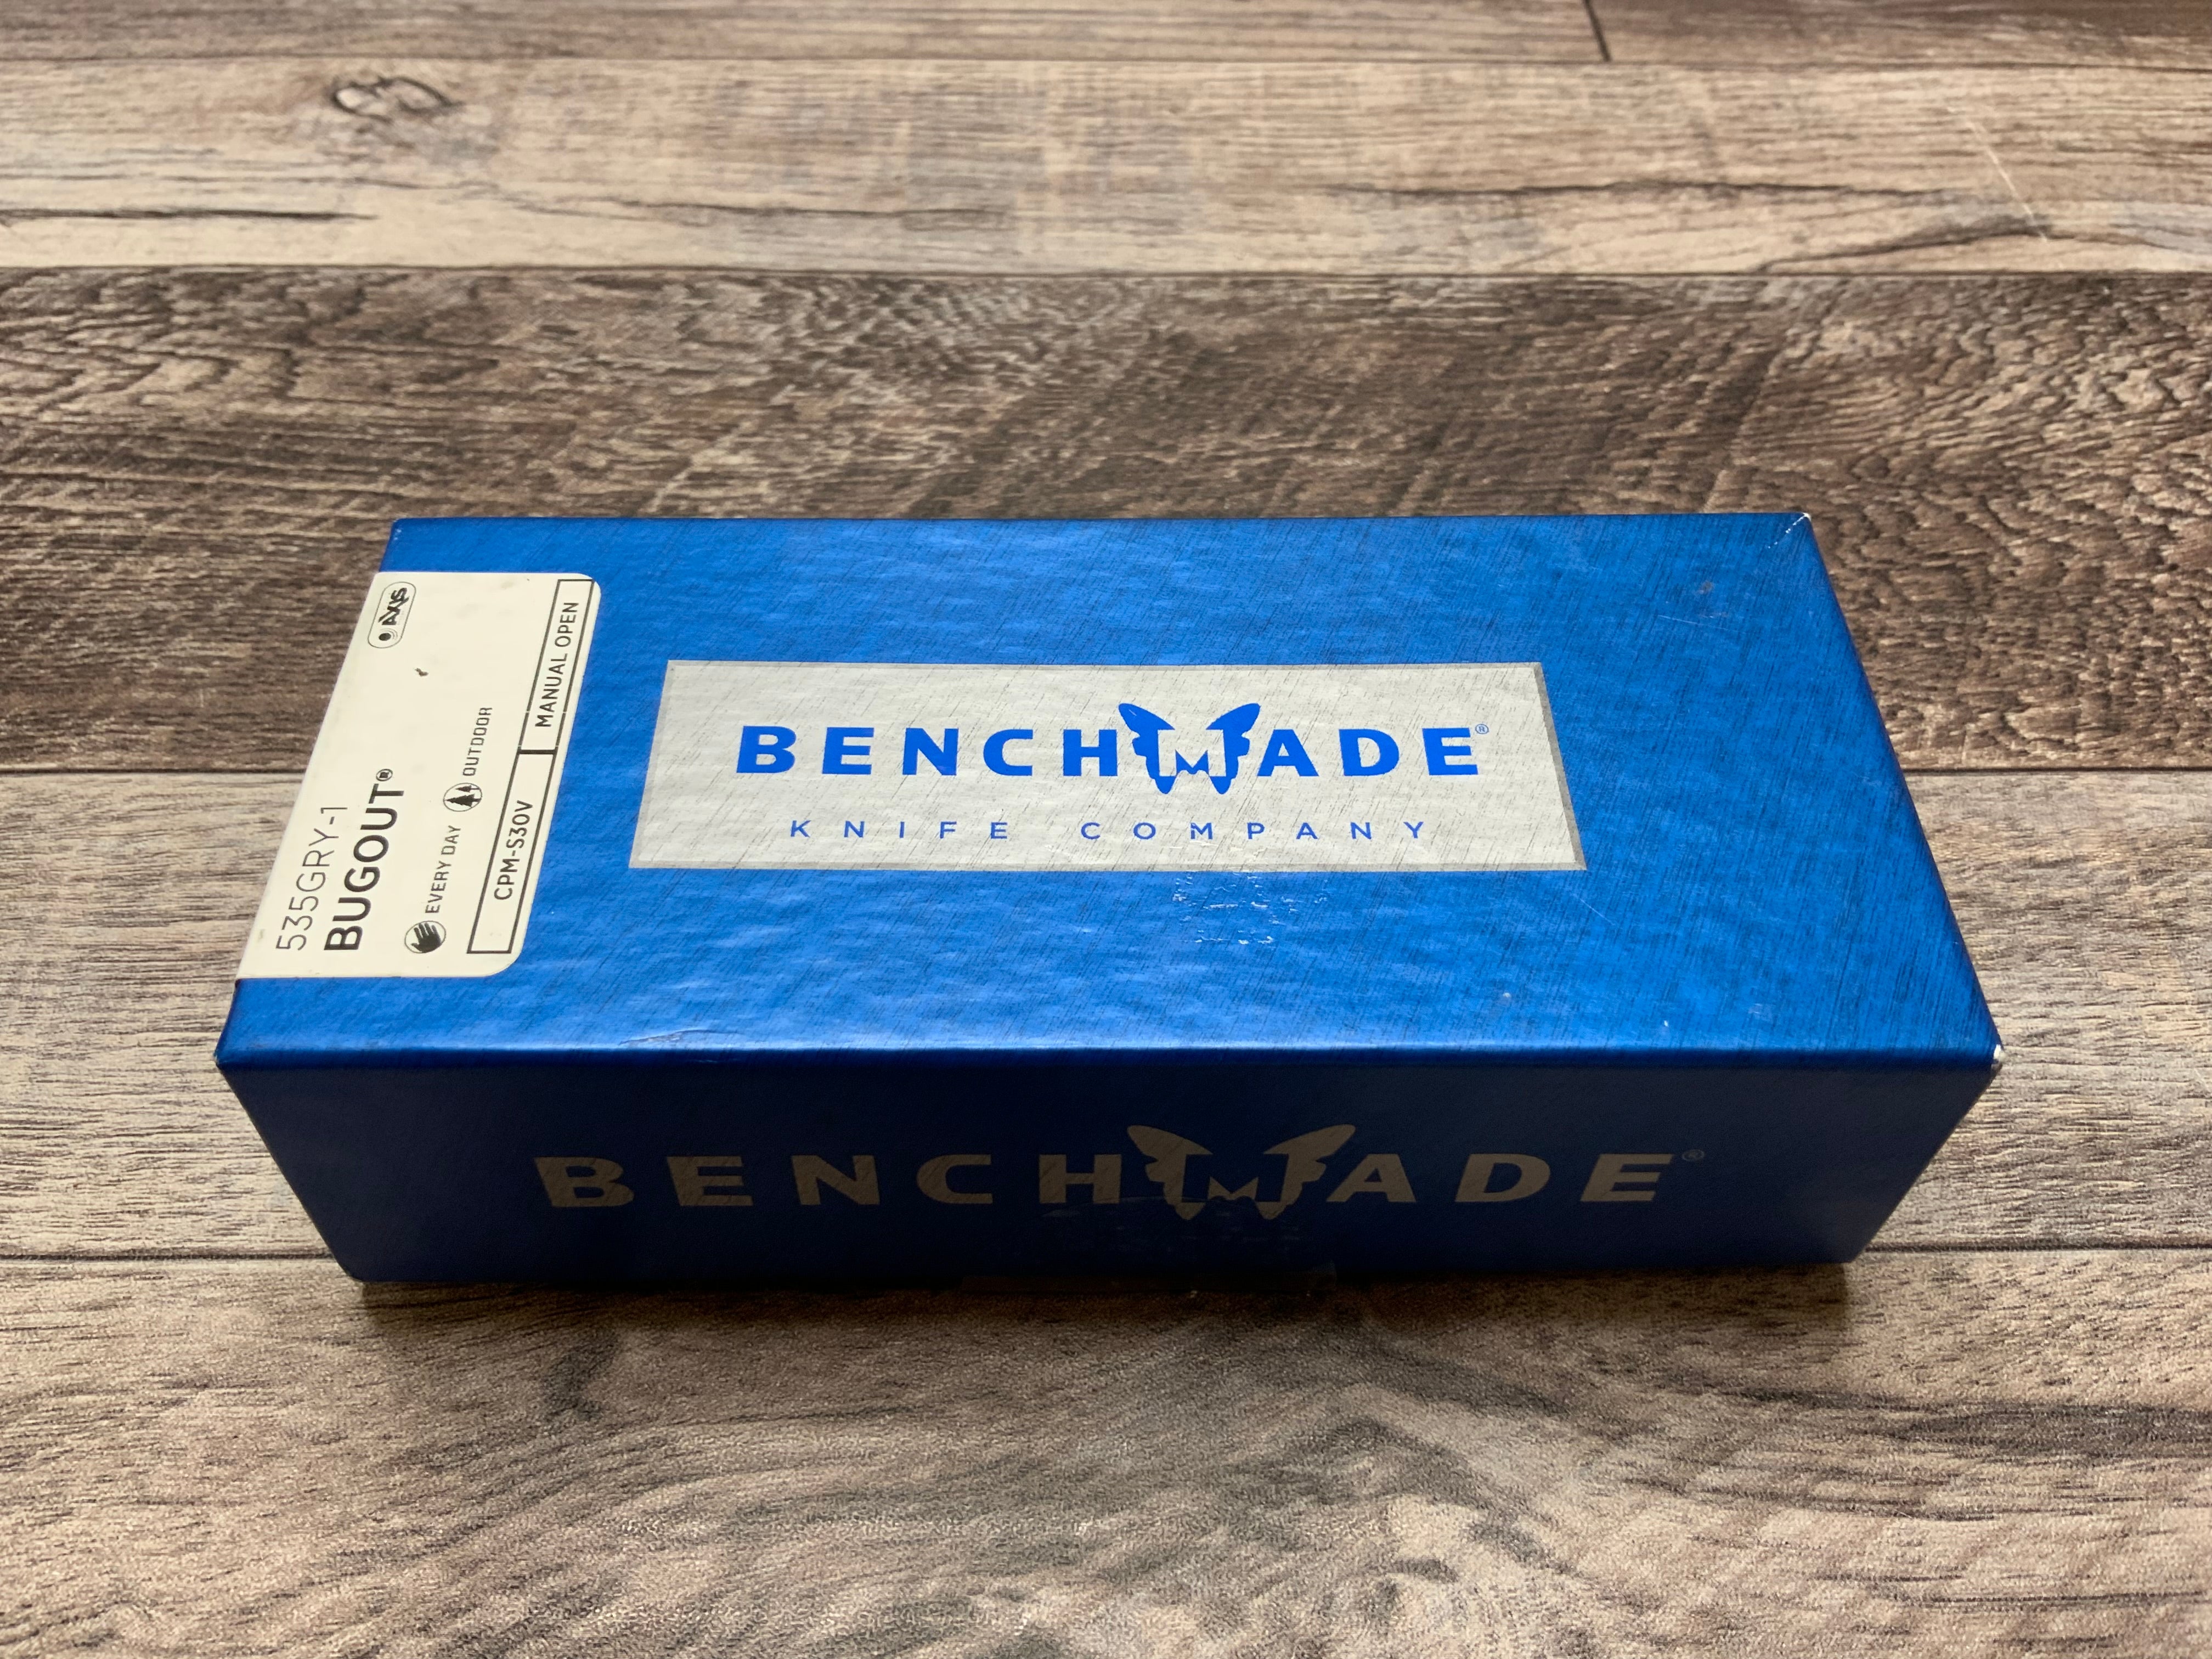 AXIS
535GRY-1
BUGOUT®
EVERY DAY OUTDOOR
CPM-S30V MANUAL OPEN
BENCHMADE®
KNIFE COMPANY
BENCHMADE®